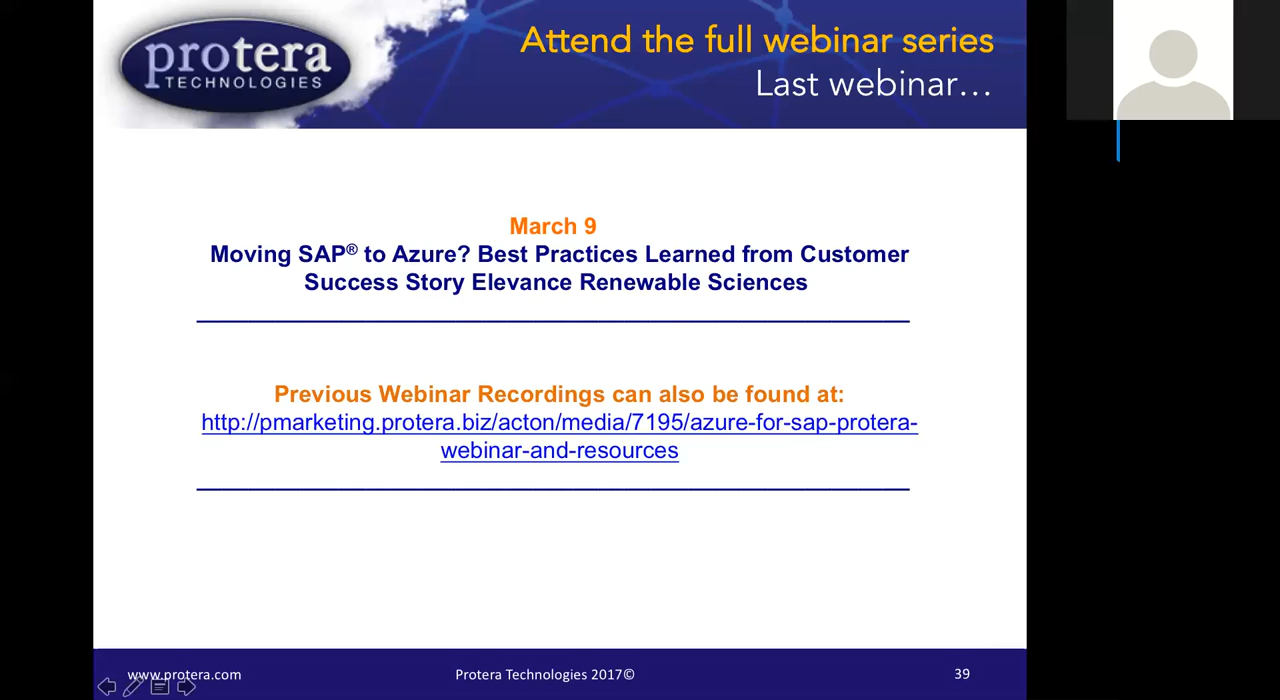 protera
TECHNOLOGIES
Attend the full webinar series
Last webinar…
March 9
Moving SAP® to Azure? Best Practices Learned from Customer
Success Story Elevance Renewable Sciences
Previous Webinar Recordings can also be found at:
http://pmarketing.protera.biz/acton/media/7195/azure-for-sap-protera-
webinar-and-resources
www.protera.com
Protera Technologies 2017©
39